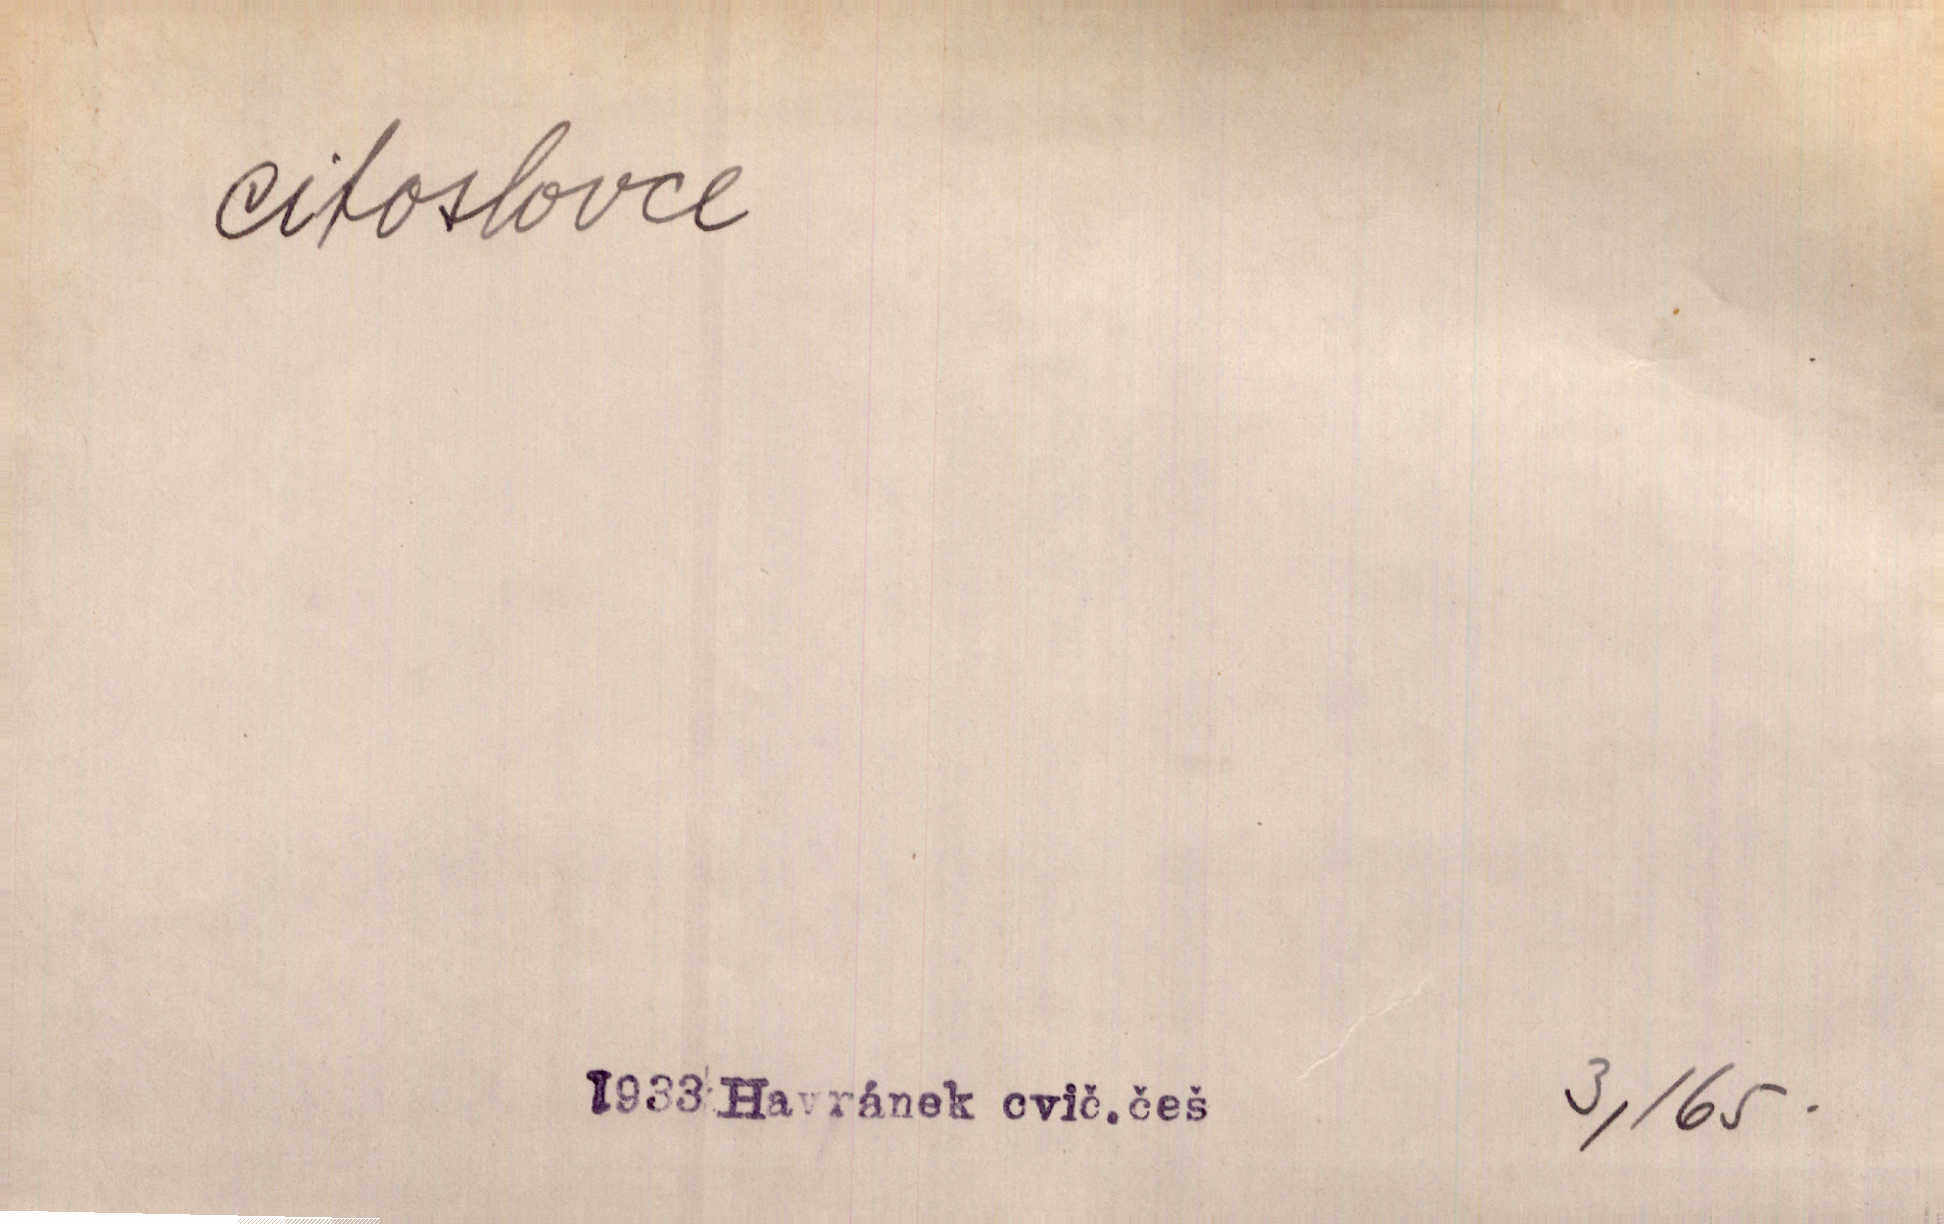 citoslovce
1933 Havránek cvič.češ 3,165.